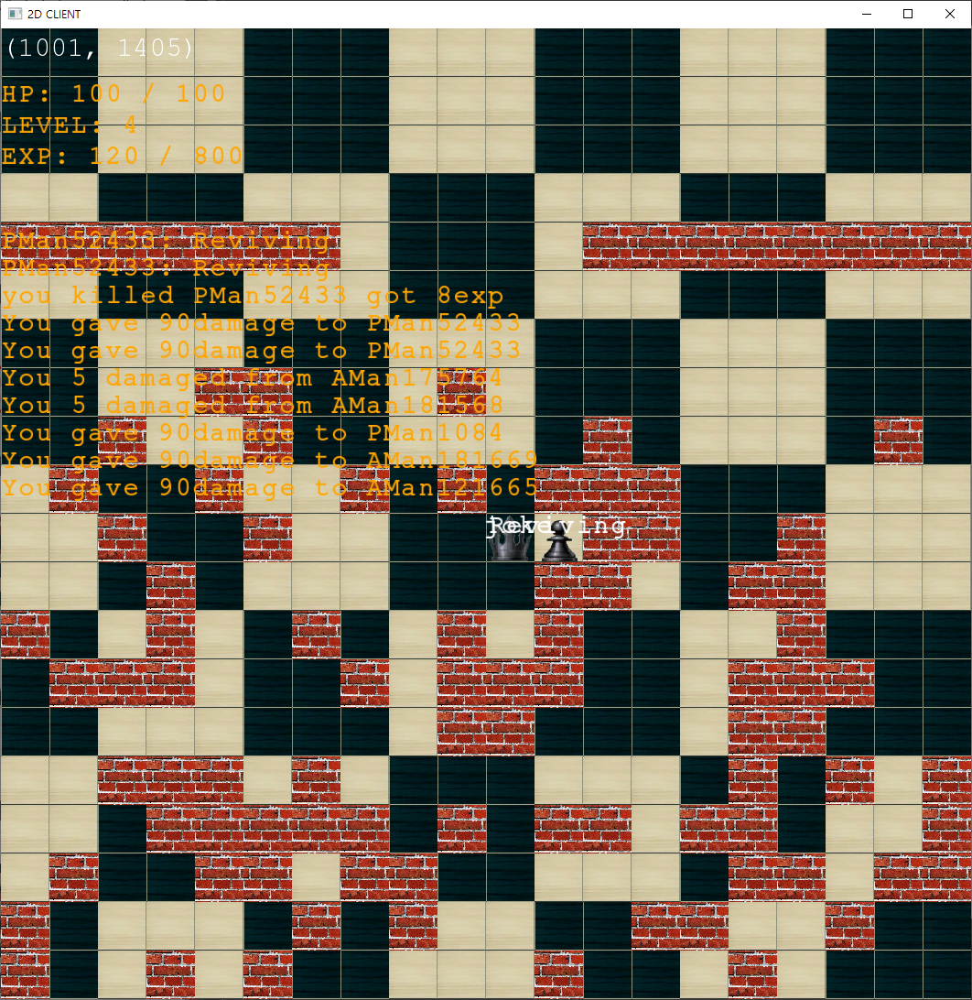 2D CLIENT
(1001, 1405)
HP: 100 / 100
LEVEL: 4
EXP: 120 / 800
PMan52433: Reviving
PMan52433: Reviving
you killed PMan52433 got 8exp
You gave 90damage to PMan52433
You gave 90damage to PMan52433
You 5 damaged from AMan175764
You 5 damaged from AMan181568
You gave 90damage to PMan1084
You gave 90damage to AMan181669
You gave 90damage to AMan121665
Reviving